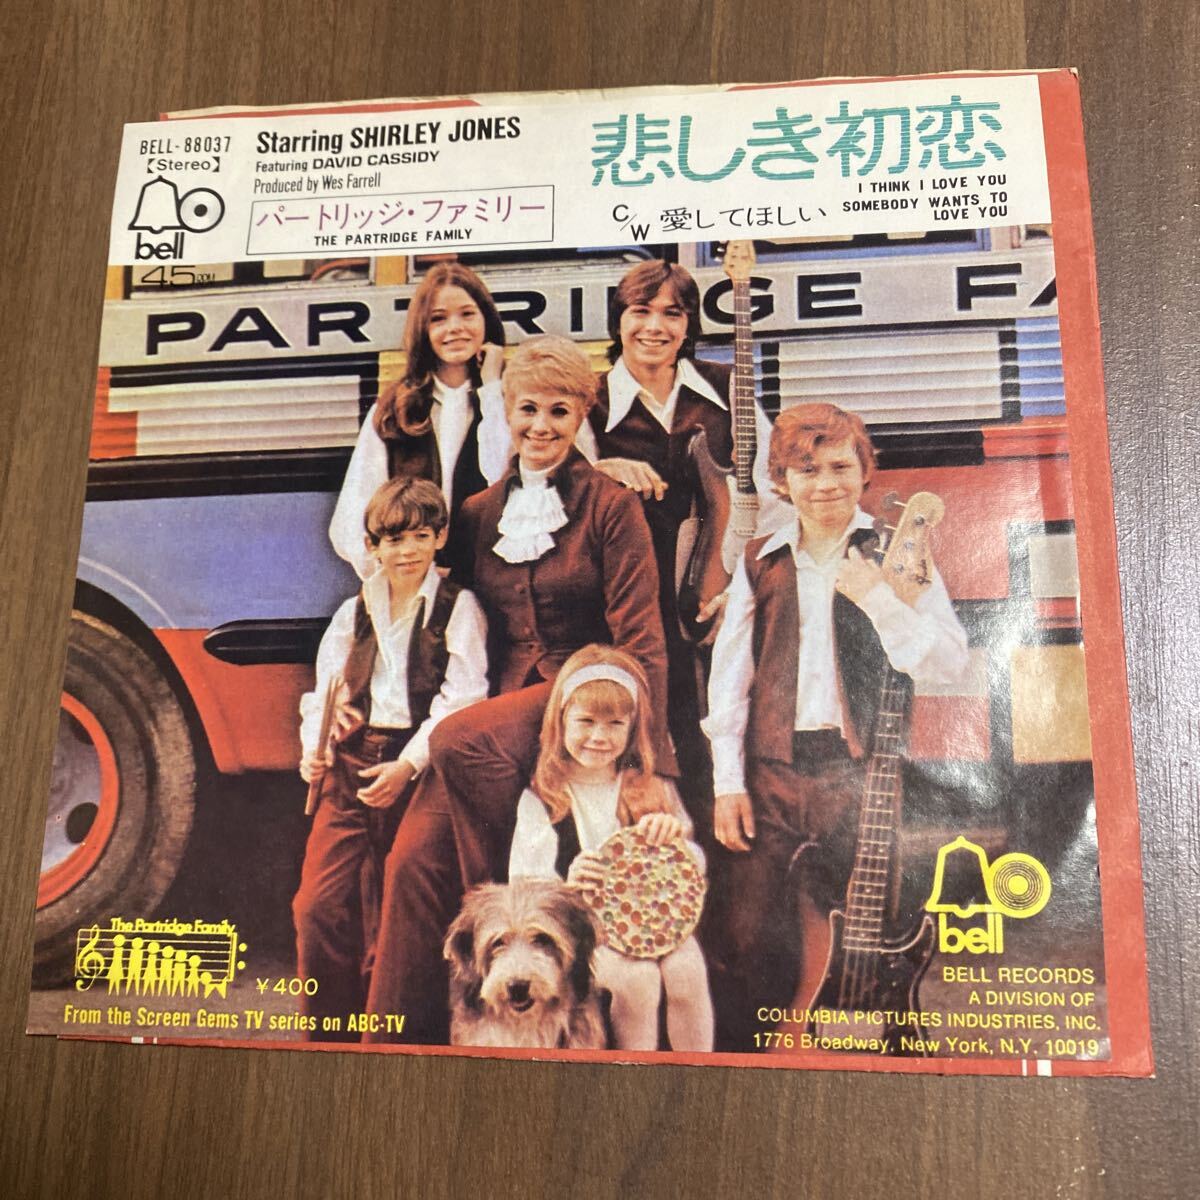 BELL-88037
【Stereo】
bell
45RPM
Starring SHIRLEY JONES
Featuring DAVID CASSIDY
Produced by Wes Farrell
パートリッジ・ファミリー
THE PARTRIDGE FAMILY
悲しき初恋
I THINK I LOVE YOU
C/W 愛してほしい
SOMEBODY WANTS TO
LOVE YOU
PARTRIDGE FA
The Partridge Family
¥400
From the Screen Gems TV series on ABC-TV
bell
BELL RECORDS
A DIVISION OF
COLUMBIA PICTURES INDUSTRIES, INC.
1776 Broadway, New York, N.Y. 10019